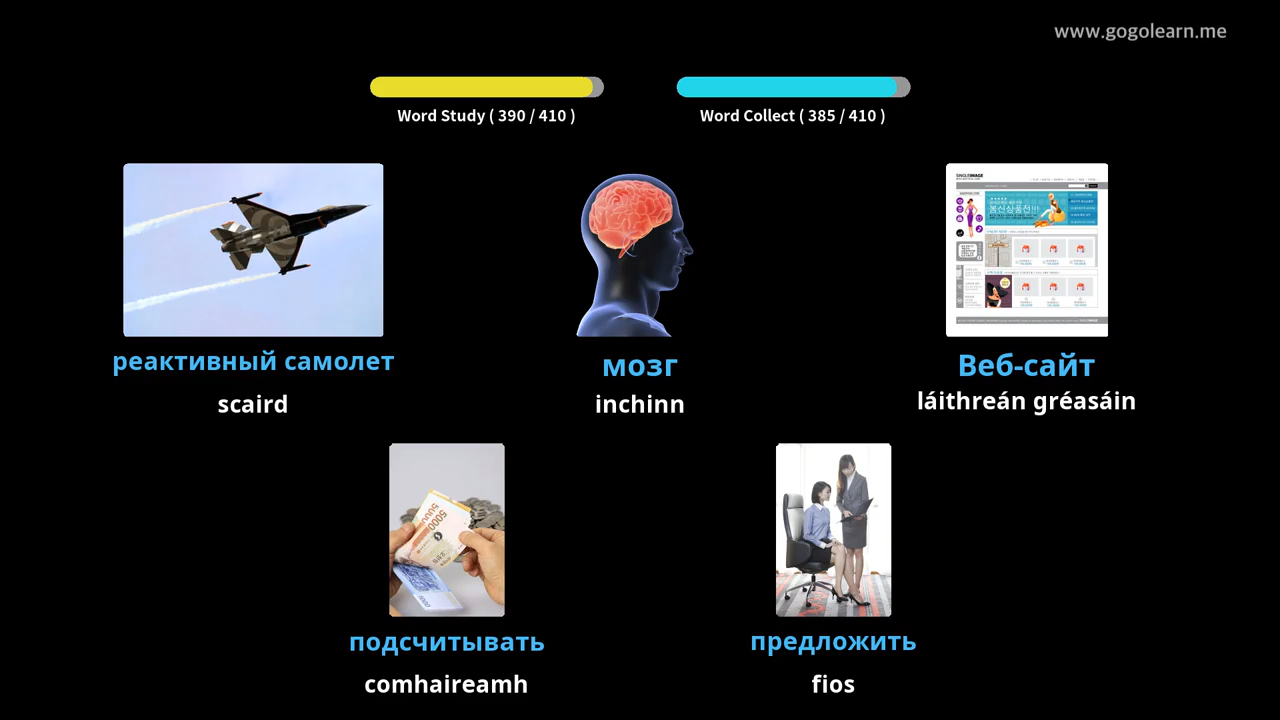 www.gogolearn.me
Word Study ( 390 / 410 )
Word Collect ( 385 / 410 )
реактивный самолет
scaird
мозг
inchinn
Веб-сайт
láithreán gréasáin
5000
подсчитывать
comhaireamh
предложить
fios